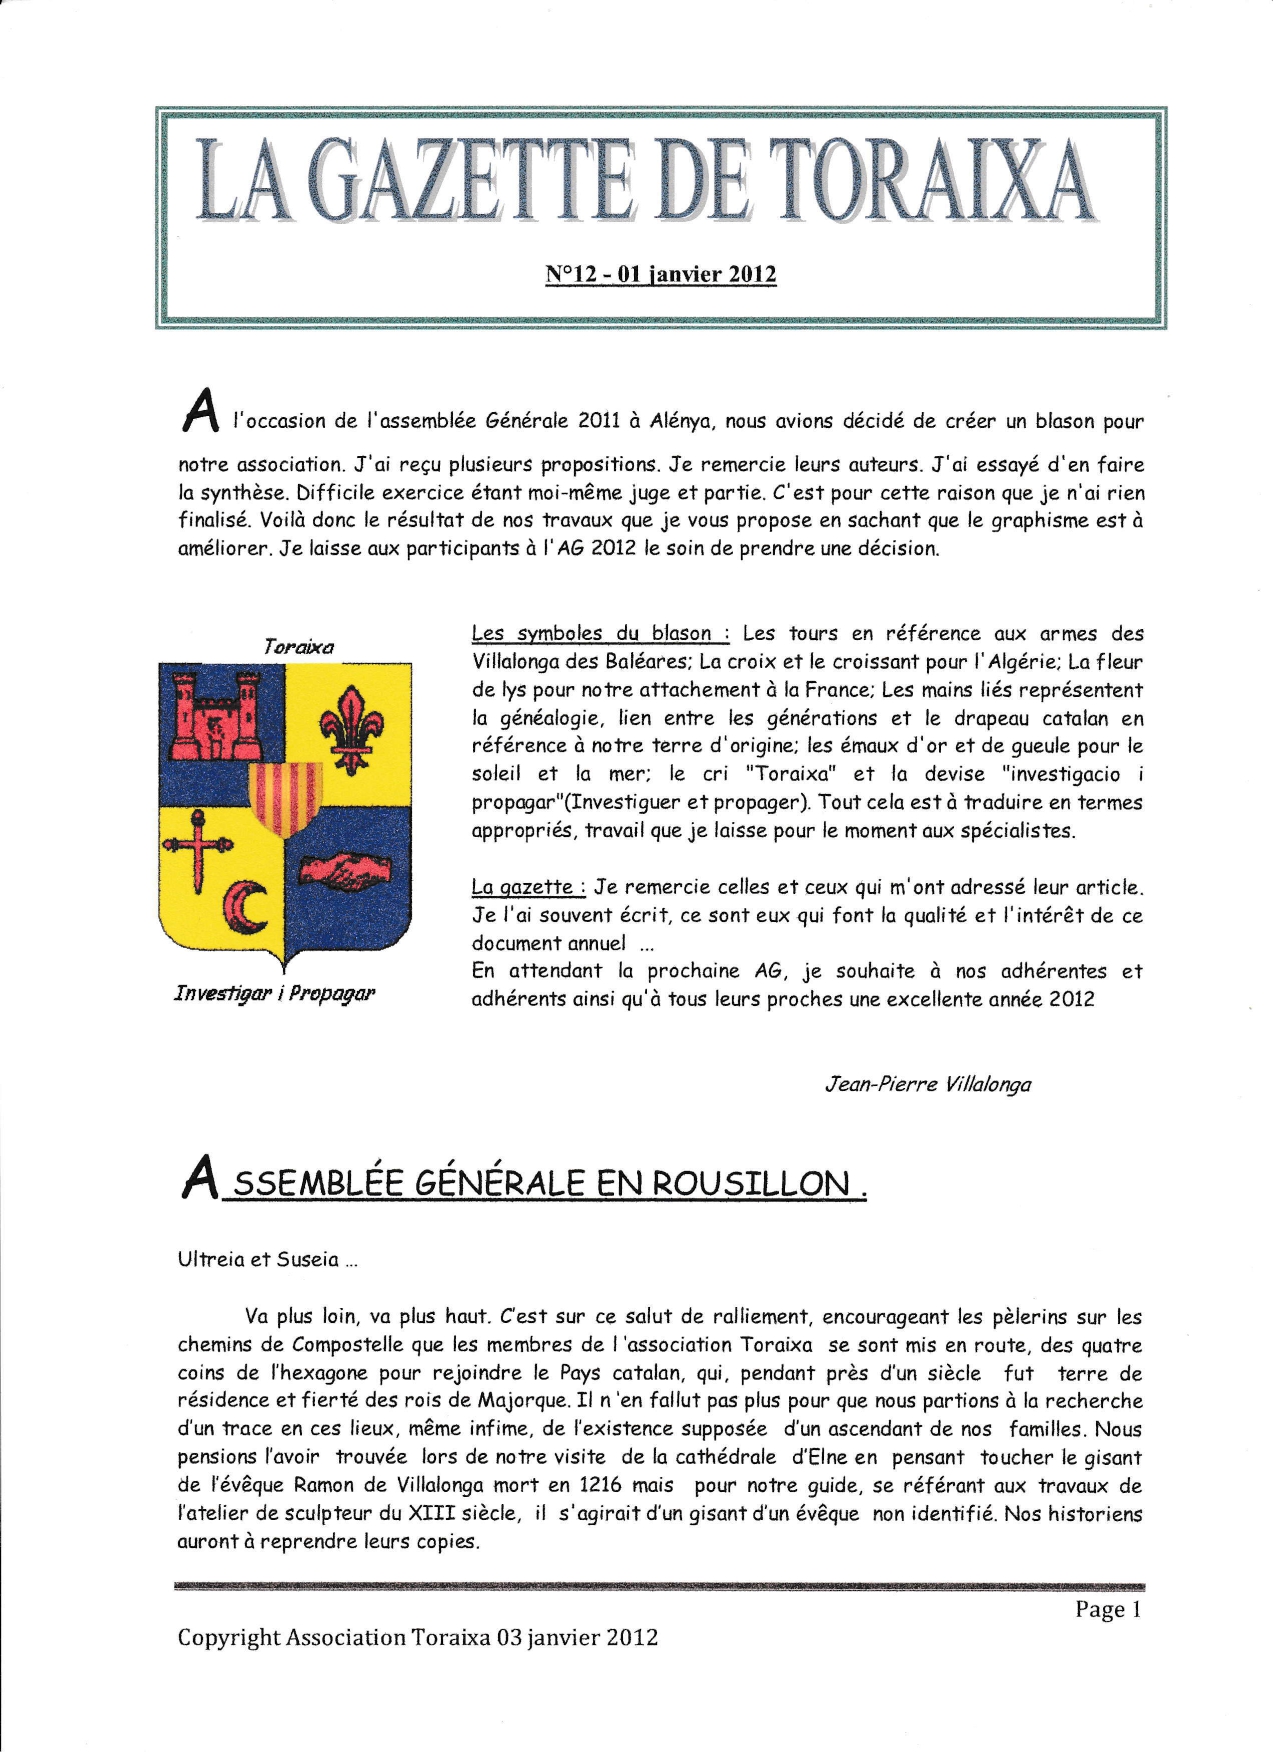 LA GAZETTE DE TORAIXA
N°12 - 01 janvier 2012
A l'occasion de l'assemblée Générale 2011 à Alénya, nous avions décidé de créer un blason pour
notre association. J'ai reçu plusieurs propositions. Je remercie leurs auteurs. J'ai essayé d'en faire
la synthèse. Difficile exercice étant moi-même juge et partie. C'est pour cette raison que je n'ai rien
finalisé. Voilà donc le résultat de nos travaux que je vous propose en sachant que le graphisme est à
améliorer. Je laisse aux participants à l'AG 2012 le soin de prendre une décision.
Toraixa
Investigar i Propagar
Les symboles du blason : Les tours en référence aux armes des
Villalonga des Baléares; La croix et le croissant pour l'Algérie; La fleur
de lys pour notre attachement à la France; Les mains liés représentent
la généalogie, lien entre les générations et le drapeau catalan en
référence à notre terre d'origine; les émaux d'or et de gueule pour le
soleil et la mer; le cri "Toraixa" et la devise "investigacio i
propagar"(Investiguer et propager). Tout cela est à traduire en termes
appropriés, travail que je laisse pour le moment aux spécialistes.
La gazette : Je remercie celles et ceux qui m'ont adressé leur article.
Je l'ai souvent écrit, ce sont eux qui font la qualité et l'intérêt de ce
document annuel ...
En attendant la prochaine AG, je souhaite à nos adhérentes et
adhérents ainsi qu'à tous leurs proches une excellente année 2012
Jean-Pierre Villalonga
A SSEMBLÉE GÉNÉRALE EN ROUSILLON .
Ultreia et Suseia ...
Va plus loin, va plus haut. C'est sur ce salut de ralliement, encourageant les pèlerins sur les
chemins de Compostelle que les membres de l 'association Toraixa se sont mis en route, des quatre
coins de l'hexagone pour rejoindre le Pays catalan, qui, pendant près d'un siècle fut terre de
résidence et fierté des rois de Majorque. Il n 'en fallut pas plus pour que nous partions à la recherche
d'un trace en ces lieux, même infime, de l'existence supposée d'un ascendant de nos familles. Nous
pensions l'avoir trouvée lors de notre visite de la cathédrale d'Elne en pensant toucher le gisant
de l'évêque Ramon de Villalonga mort en 1216 mais pour notre guide, se référant aux travaux de
l'atelier de sculpteur du XIII siècle, il s'agirait d'un gisant d'un évêque non identifié. Nos historiens
auront à reprendre leurs copies.
Page 1
Copyright Association Toraixa 03 janvier 2012